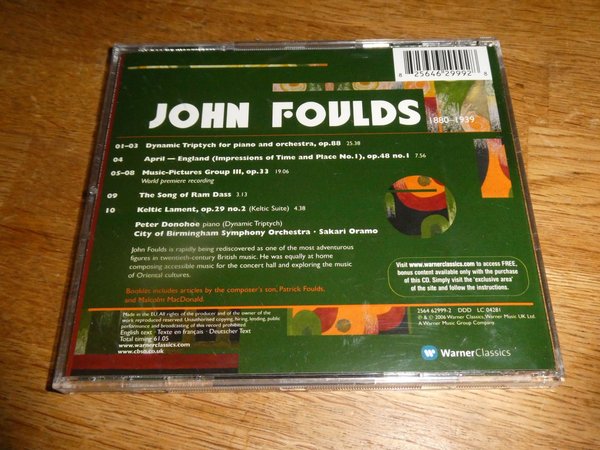 8 25646 29992 8
JOHN FOULDS 1880–1939
01–03 Dynamic Triptych for piano and orchestra, op.88 25.38
04 April — England (Impressions of Time and Place No.1), op.48 no.1 7.56
05–08 Music-Pictures Group III, op.33 19.06
World premiere recording
09 The Song of Ram Dass 3.13
10 Keltic Lament, op.29 no.2 (Keltic Suite) 4.38
Peter Donohoe piano (Dynamic Triptych)
City of Birmingham Symphony Orchestra · Sakari Oramo
John Foulds is rapidly being rediscovered as one of the most adventurous
figures in twentieth-century British music. He was equally at home
composing accessible music for the concert hall and exploring the music
of Oriental cultures.
Booklet includes articles by the composer's son, Patrick Foulds,
and Malcolm MacDonald.
Visit www.warnerclassics.com to access FREE,
bonus content available only with the purchase
of this CD. Simply visit the 'exclusive area'
of the site and follow the instructions.
Made in the EU. All rights of the producer and of the owner of the
work reproduced reserved. Unauthorised copying, hiring, lending, public
performance and broadcasting of this record prohibited.
English text · Texte en français · Deutscher Text
Total timing 61.05
www.warnerclassics.com
www.cbso.co.uk
2564 62999-2 DDD LC 04281
℗ & © 2006 Warner Classics, Warner Music UK Ltd.
A Warner Music Group Company
WarnerClassics